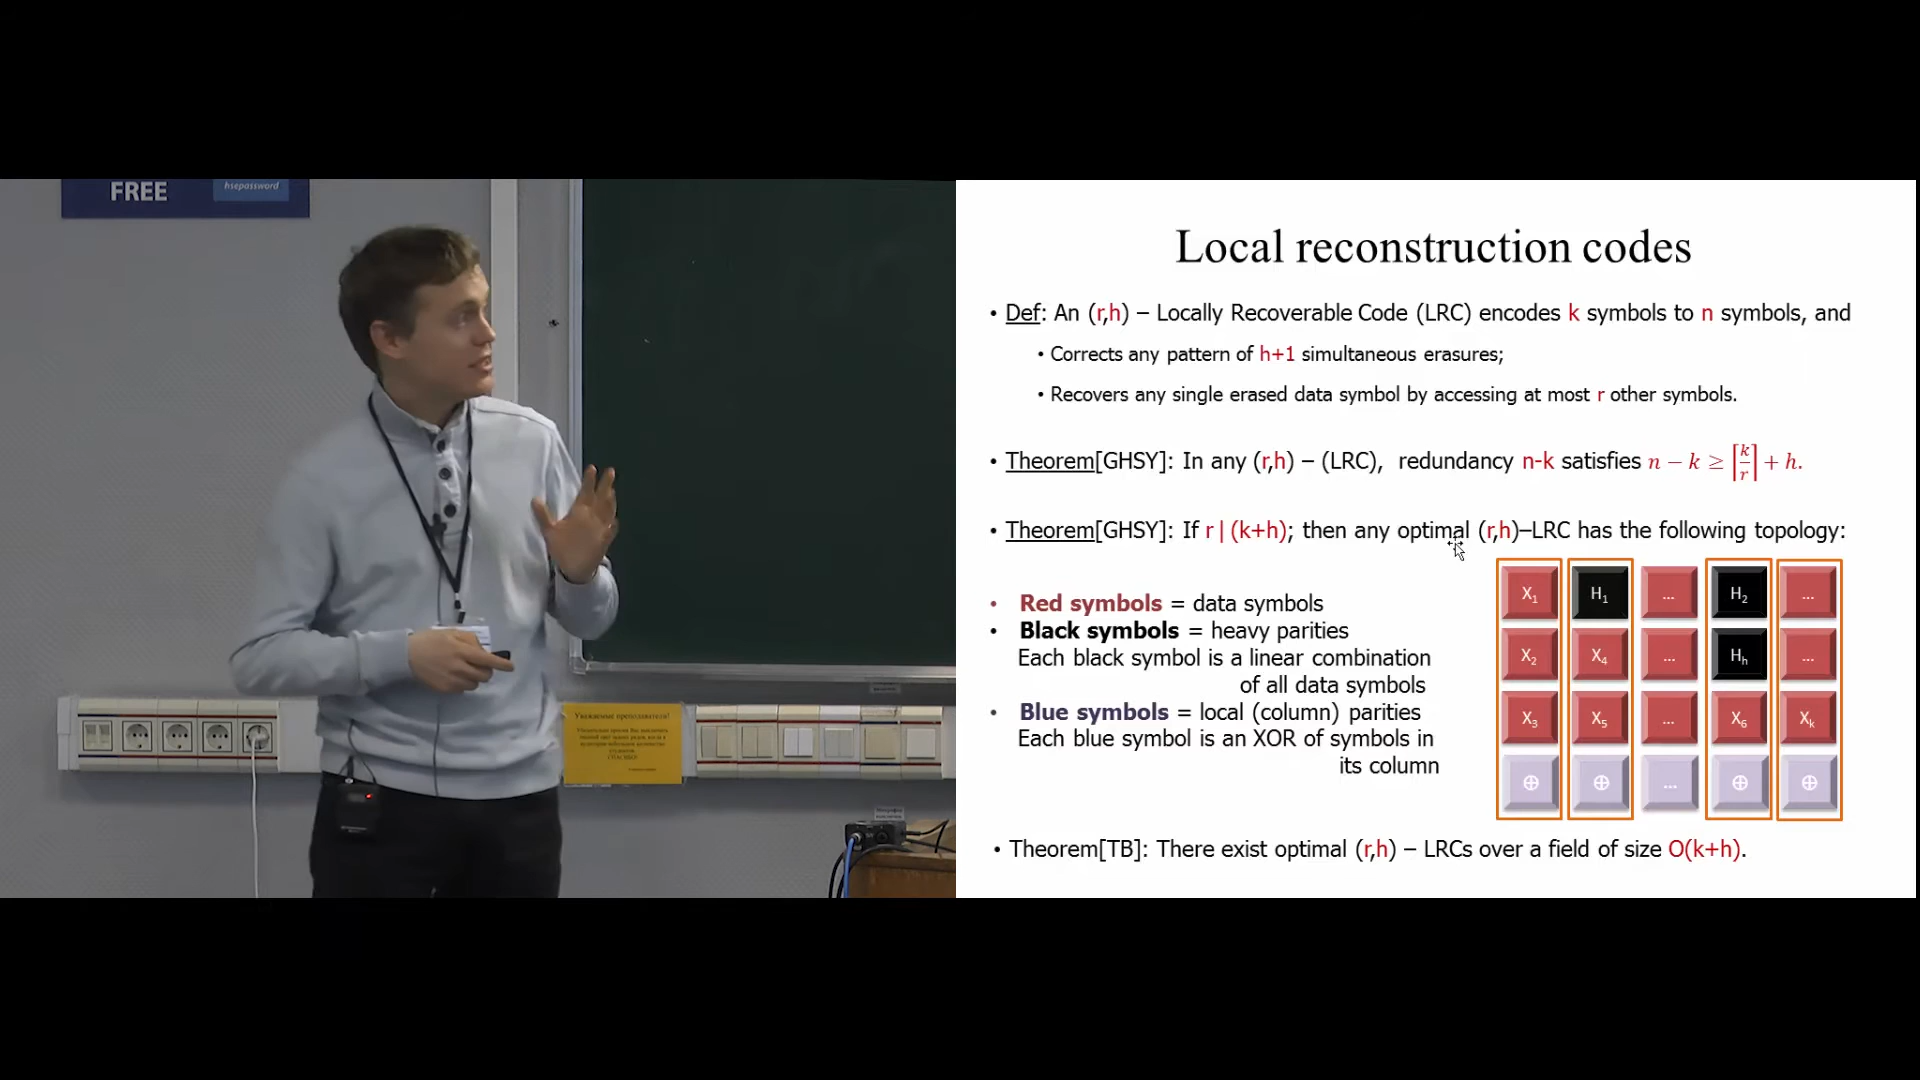 FREE
hsepassword
Уважаемые преподаватели!
Local reconstruction codes
• Def: An (r,h) – Locally Recoverable Code (LRC) encodes k symbols to n symbols, and
• Corrects any pattern of h+1 simultaneous erasures;
• Recovers any single erased data symbol by accessing at most r other symbols.
• Theorem[GHSY]: In any (r,h) – (LRC), redundancy n-k satisfies n − k ≥ ⌈k/r⌉ + h.
• Theorem[GHSY]: If r | (k+h); then any optimal (r,h)–LRC has the following topology:
• Red symbols = data symbols
• Black symbols = heavy parities
Each black symbol is a linear combination
of all data symbols
• Blue symbols = local (column) parities
Each blue symbol is an XOR of symbols in
its column
X₁ H₁ ... H₂ ...
X₂ X₄ ... Hₕ ...
X₃ X₅ ... X₆ Xₖ
⊕ ⊕ ... ⊕ ⊕
• Theorem[TB]: There exist optimal (r,h) – LRCs over a field of size O(k+h).